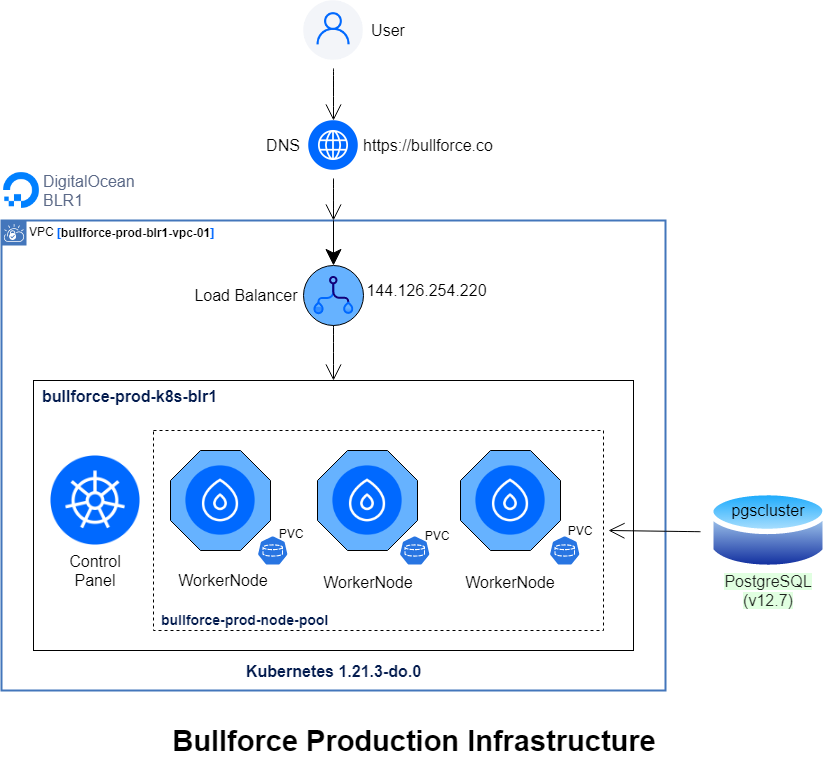 User
DNS
https://bullforce.co
DigitalOcean
BLR1
VPC [bullforce-prod-blr1-vpc-01]
Load Balancer
144.126.254.220
bullforce-prod-k8s-blr1
Control
Panel
PVC
WorkerNode
PVC
WorkerNode
PVC
WorkerNode
bullforce-prod-node-pool
pgscluster
PostgreSQL
(v12.7)
Kubernetes 1.21.3-do.0
Bullforce Production Infrastructure